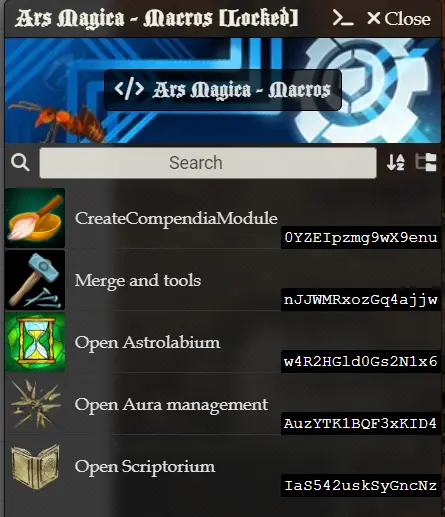 Ars Magica - Macros [Locked] Close
Ars Magica - Macros
Search
CreateCompendiaModule
0YZEIpzmg9wX9enu
Merge and tools
nJJWMRxozGq4ajjw
Open Astrolabium
w4R2HGld0Gs2N1x6
Open Aura management
AuzYTK1BQF3xKID4
Open Scriptorium
IaS542uskSyGncNz